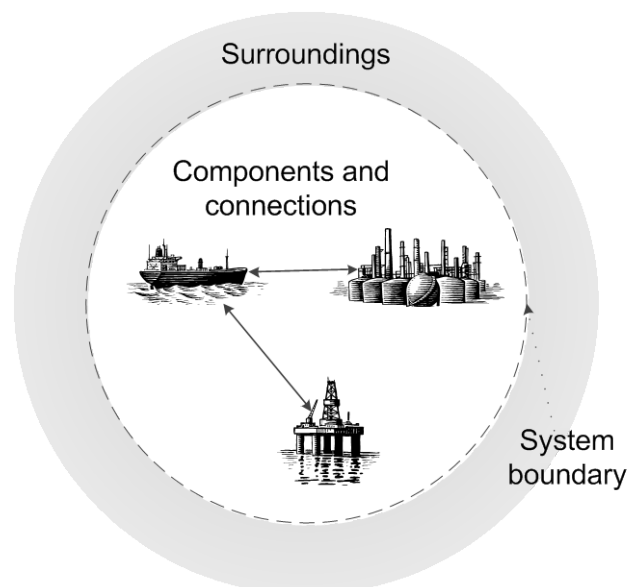 Surroundings
Components and
connections
System
boundary